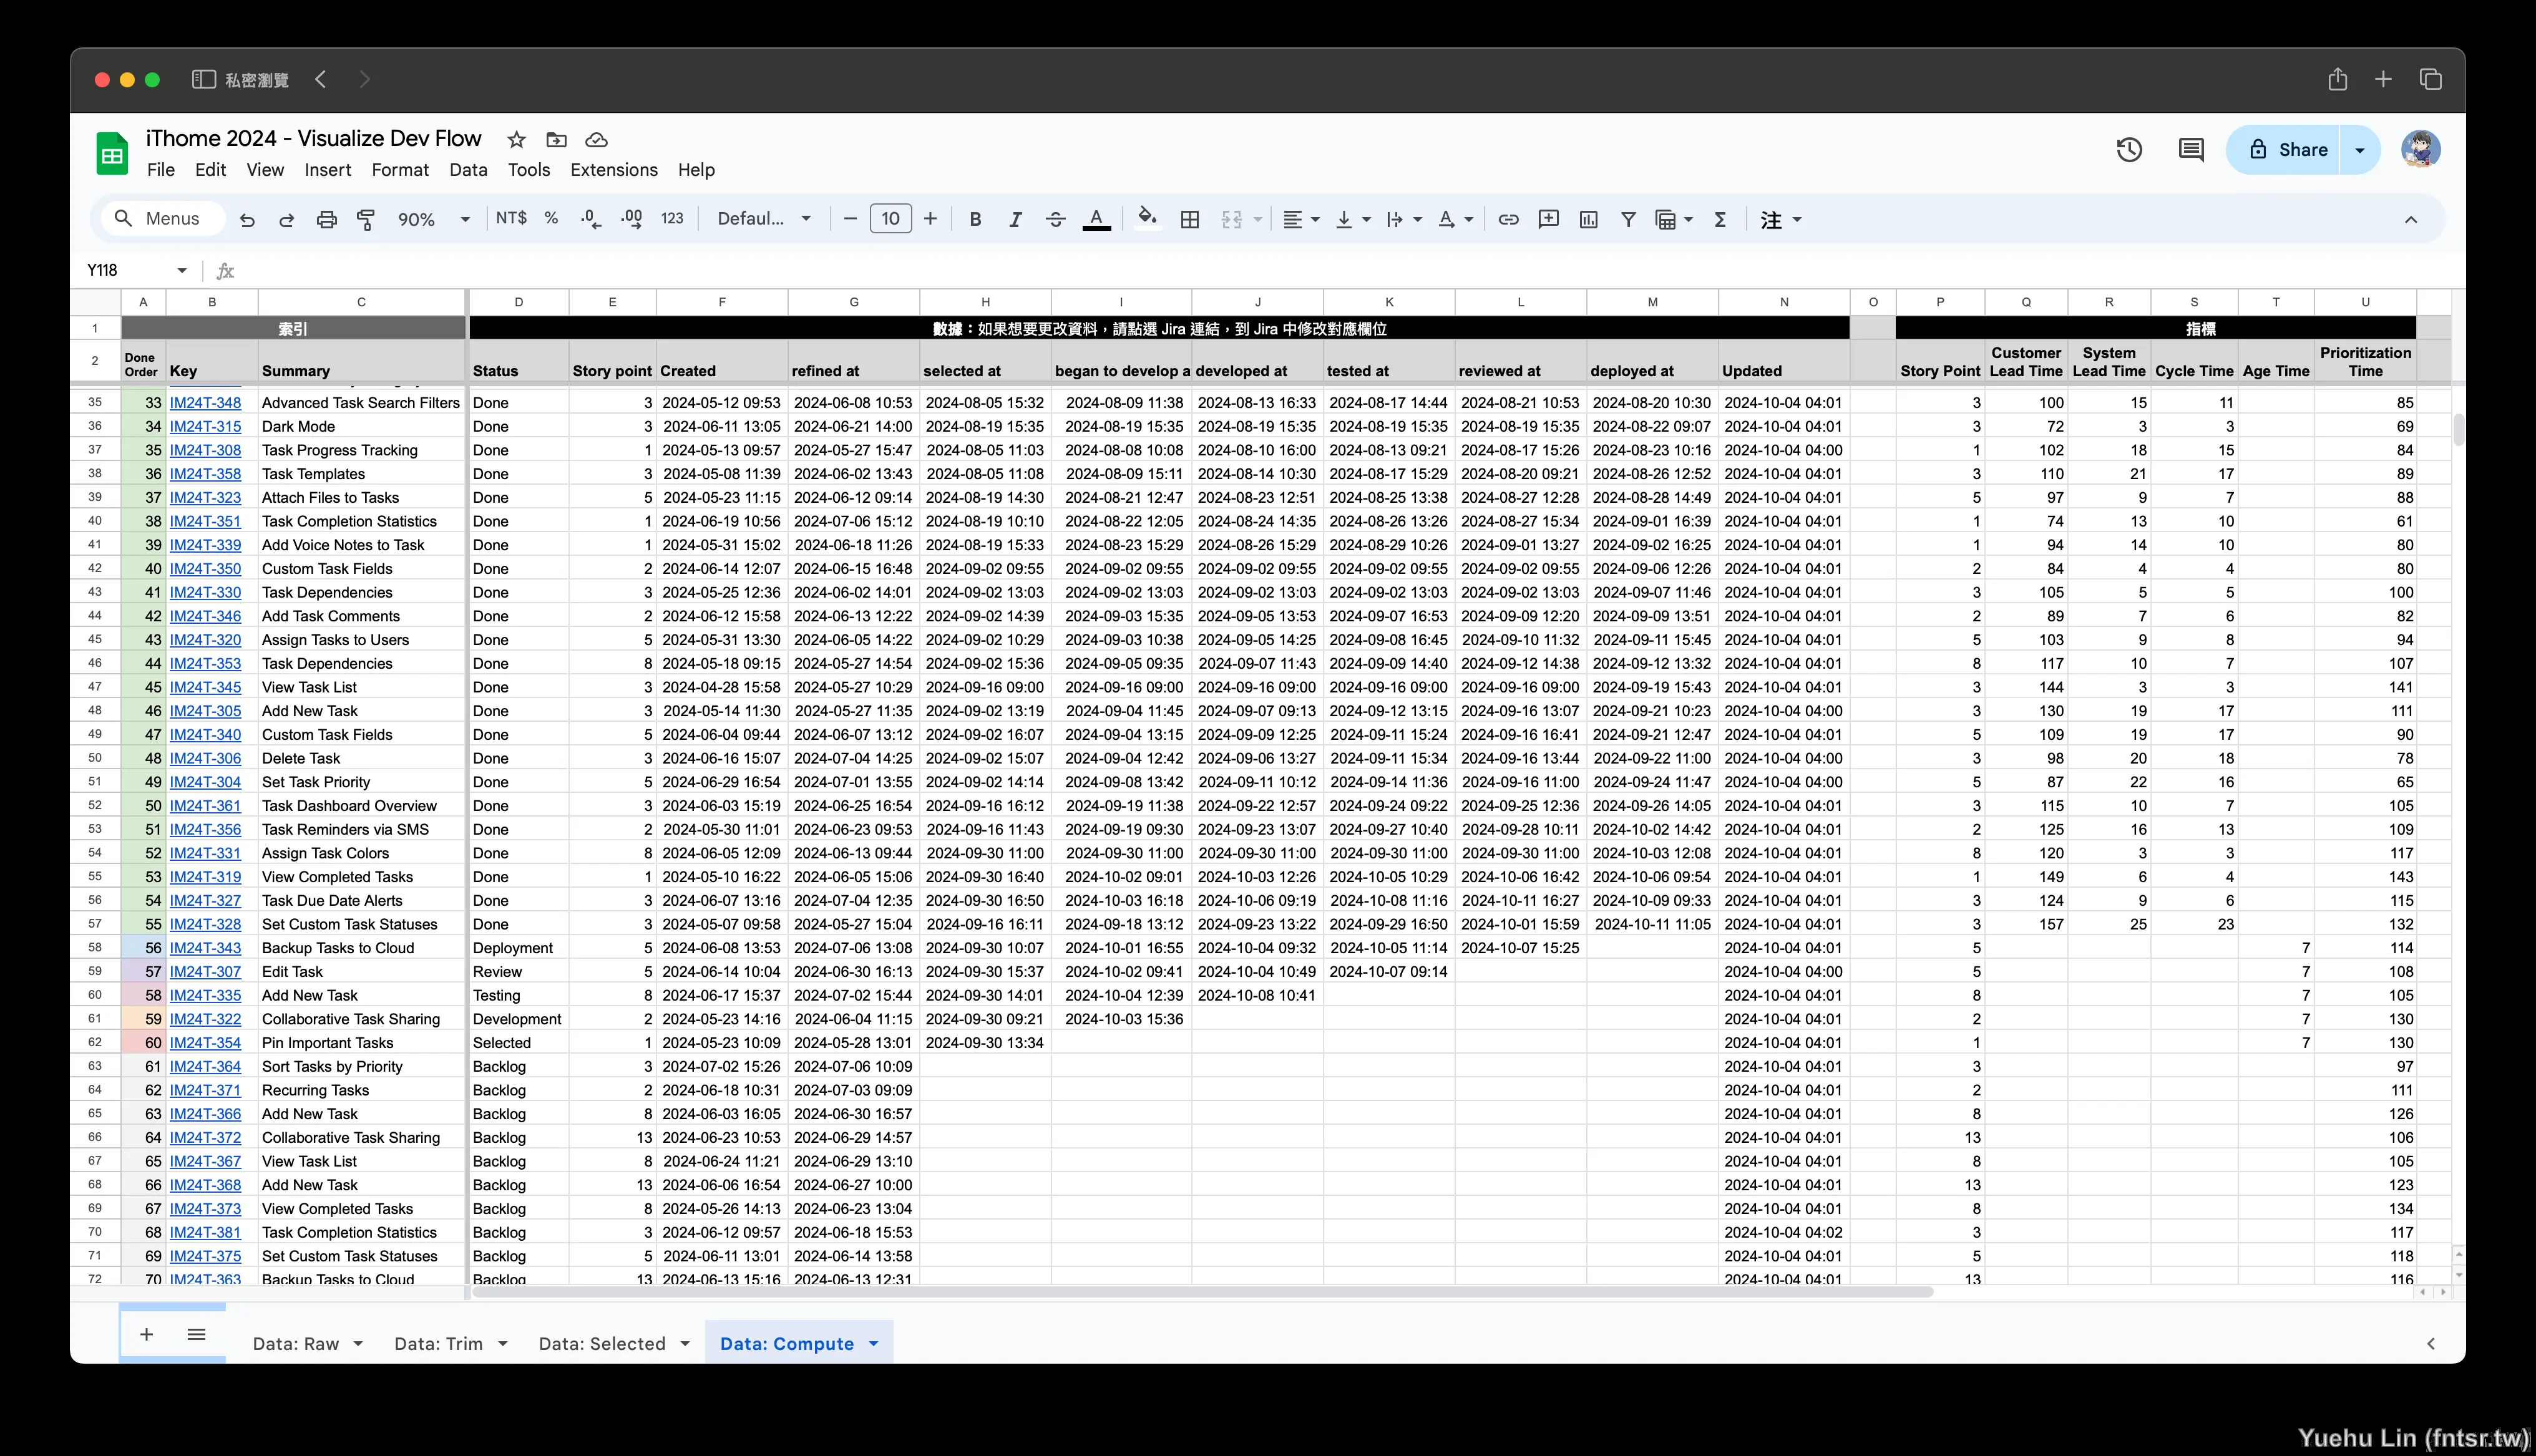 私密瀏覽
iThome 2024 - Visualize Dev Flow
File Edit View Insert Format Data Tools Extensions Help
Share
Menus 90% NT$ % .0 .00 123 Defaul... 10 B I A 注
Y118 fx
A B C D E F G H I J K L M N O P Q R S T U
1 索引 數據：如果想要更改資料，請點選 Jira 連結，到 Jira 中修改對應欄位 指標
2 Done Order Key Summary Status Story point Created refined at selected at began to develop a developed at tested at reviewed at deployed at Updated Story Point Customer Lead Time System Lead Time Cycle Time Age Time Prioritization Time
35 33 IM24T-348 Advanced Task Search Filters Done 3 2024-05-12 09:53 2024-06-08 10:53 2024-08-05 15:32 2024-08-09 11:38 2024-08-13 16:33 2024-08-17 14:44 2024-08-21 10:53 2024-08-20 10:30 2024-10-04 04:01 3 100 15 11 85
36 34 IM24T-315 Dark Mode Done 3 2024-06-11 13:05 2024-06-21 14:00 2024-08-19 15:35 2024-08-19 15:35 2024-08-19 15:35 2024-08-19 15:35 2024-08-19 15:35 2024-08-22 09:07 2024-10-04 04:01 3 72 3 3 69
37 35 IM24T-308 Task Progress Tracking Done 1 2024-05-13 09:57 2024-05-27 15:47 2024-08-05 11:03 2024-08-08 10:08 2024-08-10 16:00 2024-08-13 09:21 2024-08-17 15:26 2024-08-23 10:16 2024-10-04 04:00 1 102 18 15 84
38 36 IM24T-358 Task Templates Done 3 2024-05-08 11:39 2024-06-02 13:43 2024-08-05 11:08 2024-08-09 15:11 2024-08-14 10:30 2024-08-17 15:29 2024-08-20 09:21 2024-08-26 12:52 2024-10-04 04:01 3 110 21 17 89
39 37 IM24T-323 Attach Files to Tasks Done 5 2024-05-23 11:15 2024-06-12 09:14 2024-08-19 14:30 2024-08-21 12:47 2024-08-23 12:51 2024-08-25 13:38 2024-08-27 12:28 2024-08-28 14:49 2024-10-04 04:01 5 97 9 7 88
40 38 IM24T-351 Task Completion Statistics Done 1 2024-06-19 10:56 2024-07-06 15:12 2024-08-19 10:10 2024-08-22 12:05 2024-08-24 14:35 2024-08-26 13:26 2024-08-27 15:34 2024-09-01 16:39 2024-10-04 04:01 1 74 13 10 61
41 39 IM24T-339 Add Voice Notes to Task Done 1 2024-05-31 15:02 2024-06-18 11:26 2024-08-19 15:33 2024-08-23 15:29 2024-08-26 15:29 2024-08-29 10:26 2024-09-01 13:27 2024-09-02 16:25 2024-10-04 04:01 1 94 14 10 80
42 40 IM24T-350 Custom Task Fields Done 2 2024-06-14 12:07 2024-06-15 16:48 2024-09-02 09:55 2024-09-02 09:55 2024-09-02 09:55 2024-09-02 09:55 2024-09-02 09:55 2024-09-06 12:26 2024-10-04 04:01 2 84 4 4 80
43 41 IM24T-330 Task Dependencies Done 3 2024-05-25 12:36 2024-06-02 14:01 2024-09-02 13:03 2024-09-02 13:03 2024-09-02 13:03 2024-09-02 13:03 2024-09-02 13:03 2024-09-07 11:46 2024-10-04 04:01 3 105 5 5 100
44 42 IM24T-346 Add Task Comments Done 2 2024-06-12 15:58 2024-06-13 12:22 2024-09-02 14:39 2024-09-03 15:35 2024-09-05 13:53 2024-09-07 16:53 2024-09-09 12:20 2024-09-09 13:51 2024-10-04 04:01 2 89 7 6 82
45 43 IM24T-320 Assign Tasks to Users Done 5 2024-05-31 13:30 2024-06-05 14:22 2024-09-02 10:29 2024-09-03 10:38 2024-09-05 14:25 2024-09-08 16:45 2024-09-10 11:32 2024-09-11 15:45 2024-10-04 04:01 5 103 9 8 94
46 44 IM24T-353 Task Dependencies Done 8 2024-05-18 09:15 2024-05-27 14:54 2024-09-02 15:36 2024-09-05 09:35 2024-09-07 11:43 2024-09-09 14:40 2024-09-12 14:38 2024-09-12 13:32 2024-10-04 04:01 8 117 10 7 107
47 45 IM24T-345 View Task List Done 3 2024-04-28 15:58 2024-05-27 10:29 2024-09-16 09:00 2024-09-16 09:00 2024-09-16 09:00 2024-09-16 09:00 2024-09-16 09:00 2024-09-19 15:43 2024-10-04 04:01 3 144 3 3 141
48 46 IM24T-305 Add New Task Done 3 2024-05-14 11:30 2024-05-27 11:35 2024-09-02 13:19 2024-09-04 11:45 2024-09-07 09:13 2024-09-12 13:15 2024-09-16 13:07 2024-09-21 10:23 2024-10-04 04:00 3 130 19 17 111
49 47 IM24T-340 Custom Task Fields Done 5 2024-06-04 09:44 2024-06-07 13:12 2024-09-02 16:07 2024-09-04 13:15 2024-09-09 12:25 2024-09-11 15:24 2024-09-16 16:41 2024-09-21 12:47 2024-10-04 04:01 5 109 19 17 90
50 48 IM24T-306 Delete Task Done 3 2024-06-16 15:07 2024-07-04 14:25 2024-09-02 15:07 2024-09-04 12:42 2024-09-06 13:27 2024-09-11 15:34 2024-09-16 13:44 2024-09-22 11:00 2024-10-04 04:00 3 98 20 18 78
51 49 IM24T-304 Set Task Priority Done 5 2024-06-29 16:54 2024-07-01 13:55 2024-09-02 14:14 2024-09-08 13:42 2024-09-11 10:12 2024-09-14 11:36 2024-09-16 11:00 2024-09-24 11:47 2024-10-04 04:00 5 87 22 16 65
52 50 IM24T-361 Task Dashboard Overview Done 3 2024-06-03 15:19 2024-06-25 16:54 2024-09-16 16:12 2024-09-19 11:38 2024-09-22 12:57 2024-09-24 09:22 2024-09-25 12:36 2024-09-26 14:05 2024-10-04 04:01 3 115 10 7 105
53 51 IM24T-356 Task Reminders via SMS Done 2 2024-05-30 11:01 2024-06-23 09:53 2024-09-16 11:43 2024-09-19 09:30 2024-09-23 13:07 2024-09-27 10:40 2024-09-28 10:11 2024-10-02 14:42 2024-10-04 04:01 2 125 16 13 109
54 52 IM24T-331 Assign Task Colors Done 8 2024-06-05 12:09 2024-06-13 09:44 2024-09-30 11:00 2024-09-30 11:00 2024-09-30 11:00 2024-09-30 11:00 2024-09-30 11:00 2024-10-03 12:08 2024-10-04 04:01 8 120 3 3 117
55 53 IM24T-319 View Completed Tasks Done 1 2024-05-10 16:22 2024-06-05 15:06 2024-09-30 16:40 2024-10-02 09:01 2024-10-03 12:26 2024-10-05 10:29 2024-10-06 16:42 2024-10-06 09:54 2024-10-04 04:01 1 149 6 4 143
56 54 IM24T-327 Task Due Date Alerts Done 3 2024-06-07 13:16 2024-07-04 12:35 2024-09-30 16:50 2024-10-03 16:18 2024-10-06 09:19 2024-10-08 11:16 2024-10-11 16:27 2024-10-09 09:33 2024-10-04 04:01 3 124 9 6 115
57 55 IM24T-328 Set Custom Task Statuses Done 3 2024-05-07 09:58 2024-05-27 15:04 2024-09-16 16:11 2024-09-18 13:12 2024-09-23 13:22 2024-09-29 16:50 2024-10-01 15:59 2024-10-11 11:05 2024-10-04 04:01 3 157 25 23 132
58 56 IM24T-343 Backup Tasks to Cloud Deployment 5 2024-06-08 13:53 2024-07-06 13:08 2024-09-30 10:07 2024-10-01 16:55 2024-10-04 09:32 2024-10-05 11:14 2024-10-07 15:25 2024-10-04 04:01 5 7 114
59 57 IM24T-307 Edit Task Review 5 2024-06-14 10:04 2024-06-30 16:13 2024-09-30 15:37 2024-10-02 09:41 2024-10-04 10:49 2024-10-07 09:14 2024-10-04 04:00 5 7 108
60 58 IM24T-335 Add New Task Testing 8 2024-06-17 15:37 2024-07-02 15:44 2024-09-30 14:01 2024-10-04 12:39 2024-10-08 10:41 2024-10-04 04:01 8 7 105
61 59 IM24T-322 Collaborative Task Sharing Development 2 2024-05-23 14:16 2024-06-04 11:15 2024-09-30 09:21 2024-10-03 15:36 2024-10-04 04:01 2 7 130
62 60 IM24T-354 Pin Important Tasks Selected 1 2024-05-23 10:09 2024-05-28 13:01 2024-09-30 13:34 2024-10-04 04:01 1 7 130
63 61 IM24T-364 Sort Tasks by Priority Backlog 3 2024-07-02 15:26 2024-07-06 10:09 2024-10-04 04:01 3 97
64 62 IM24T-371 Recurring Tasks Backlog 2 2024-06-18 10:31 2024-07-03 09:09 2024-10-04 04:01 2 111
65 63 IM24T-366 Add New Task Backlog 8 2024-06-03 16:05 2024-06-30 16:57 2024-10-04 04:01 8 126
66 64 IM24T-372 Collaborative Task Sharing Backlog 13 2024-06-23 10:53 2024-06-29 14:57 2024-10-04 04:01 13 106
67 65 IM24T-367 View Task List Backlog 8 2024-06-24 11:21 2024-06-29 13:10 2024-10-04 04:01 8 105
68 66 IM24T-368 Add New Task Backlog 13 2024-06-06 16:54 2024-06-27 10:00 2024-10-04 04:01 13 123
69 67 IM24T-373 View Completed Tasks Backlog 8 2024-05-26 14:13 2024-06-23 13:04 2024-10-04 04:01 8 134
70 68 IM24T-381 Task Completion Statistics Backlog 3 2024-06-12 09:57 2024-06-18 15:53 2024-10-04 04:02 3 117
71 69 IM24T-375 Set Custom Task Statuses Backlog 5 2024-06-11 13:01 2024-06-14 13:58 2024-10-04 04:01 5 118
72 70 IM24T-363 Backup Tasks to Cloud Backlog 13 2024-06-13 15:16 2024-06-13 12:31 2024-10-04 04:01 13 116
Data: Raw Data: Trim Data: Selected Data: Compute
Yuehu Lin (fntsr.tw)